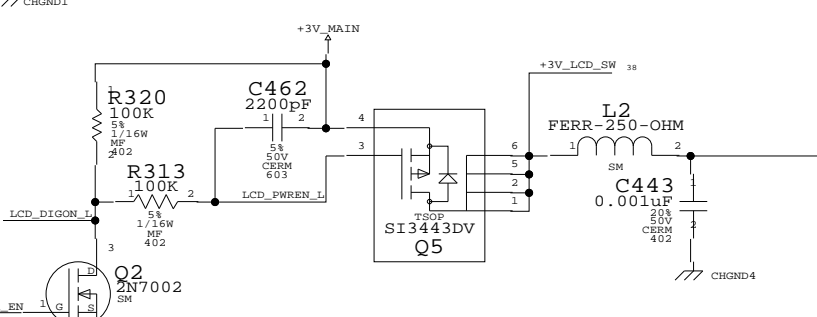 CHGND1
+3V_MAIN
+3V_LCD_SW 38
1
R320
100K
5%
1/16W
MF
402
2
C462
2200pF
1 2
5%
50V
CERM
603
4
3
R313
100K
1 2
5%
1/16W
MF
402
LCD_PWREN_L
LCD_DIGON_L
TSOP
SI3443DV
Q5
6
5
2
1
L2
FERR-250-OHM
1 2
SM
C443
0.001uF
20%
50V
CERM
402
1
2
CHGND4
3
Q2
2N7002
SM
D
G
S
_EN 1